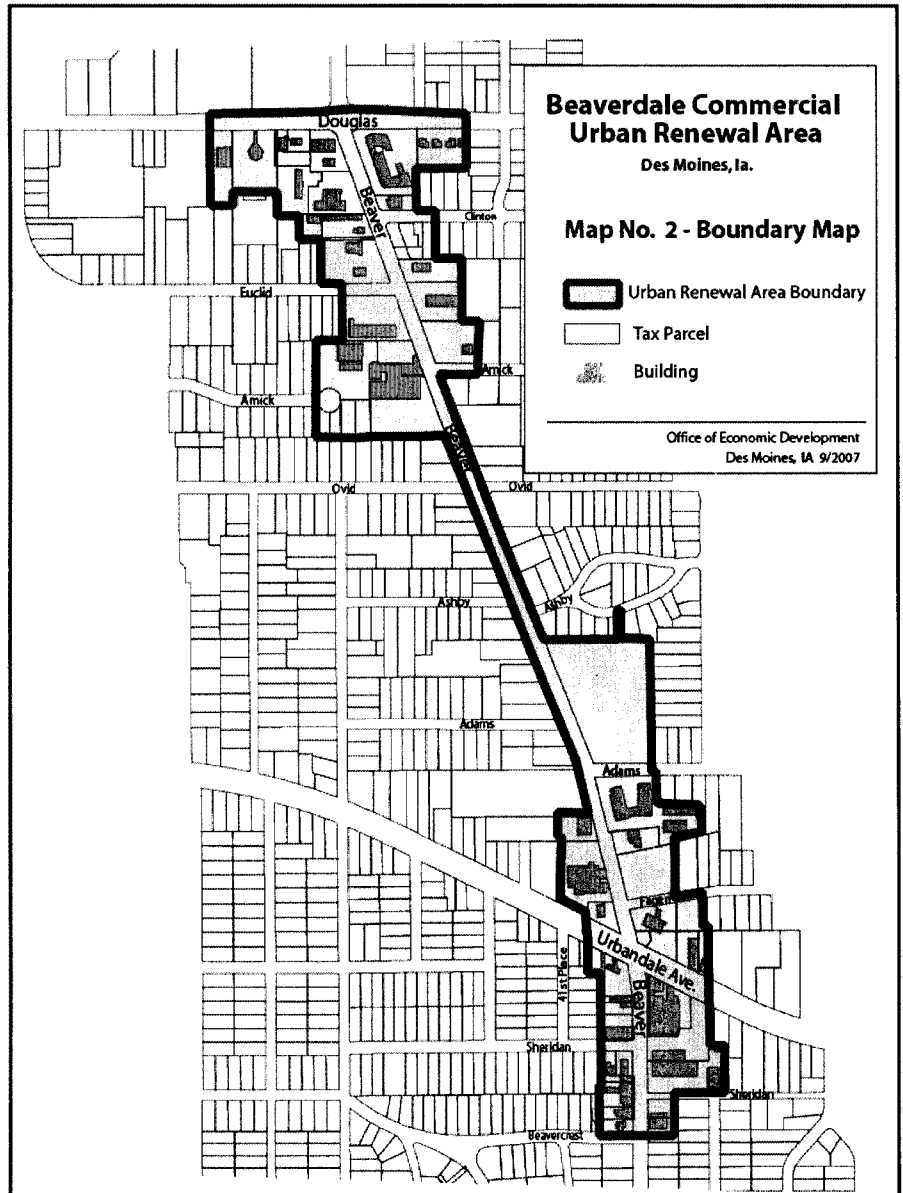 Beaverdale Commercial
Urban Renewal Area
Des Moines, Ia.
Map No. 2 - Boundary Map
Urban Renewal Area Boundary
Tax Parcel
Building
Office of Economic Development
Des Moines, IA 9/2007
Douglas
Beaver
Clinton
Euclid
Amick
Amick
Beaver
Ovid
Ovid
Ashby
Ashby
Adams
Adams
Urbandale Ave.
41st Place
Beaver
Sheridan
Sheridan
Beavercrest